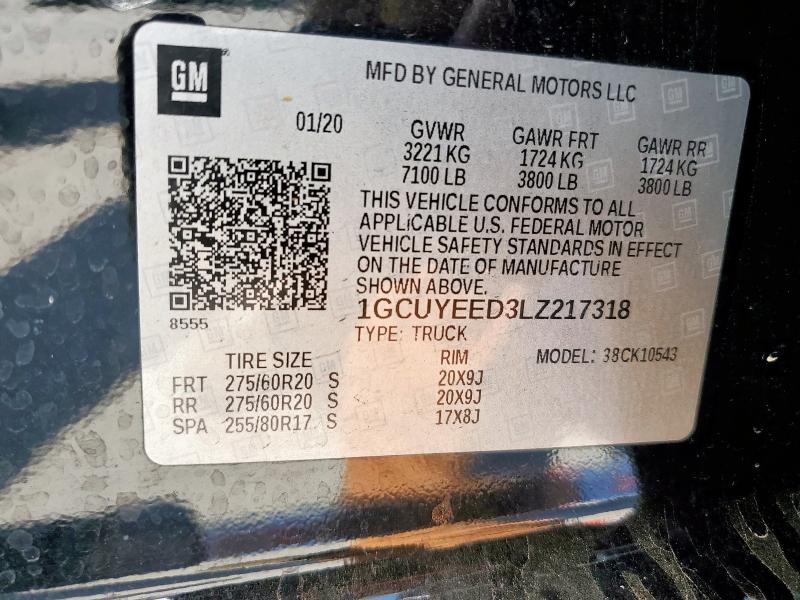 GM
MFD BY GENERAL MOTORS LLC
01/20
GVWR GAWR FRT GAWR RR
3221 KG 1724 KG 1724 KG
7100 LB 3800 LB 3800 LB
THIS VEHICLE CONFORMS TO ALL
APPLICABLE U.S. FEDERAL MOTOR
VEHICLE SAFETY STANDARDS IN EFFECT
ON THE DATE OF MANUFACTURE
SHOWN ABOVE.
8555
1GCUYEED3LZ217318
TYPE: TRUCK
TIRE SIZE RIM MODEL: 38CK10543
FRT 275/60R20 S 20X9J
RR 275/60R20 S 20X9J
SPA 255/80R17 S 17X8J